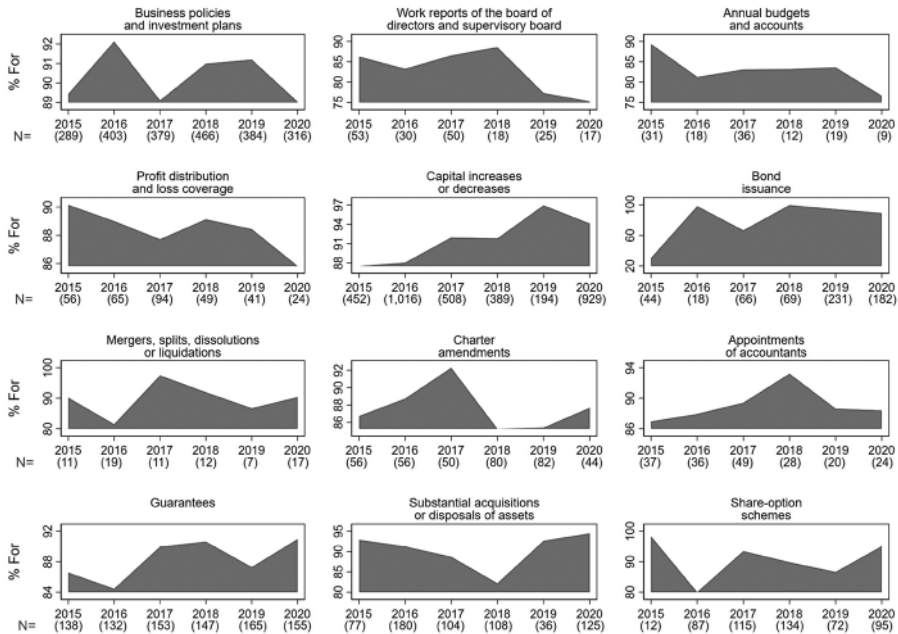 Business policies
and investment plans
Work reports of the board of
directors and supervisory board
Annual budgets
and accounts
% For
92
91
90
89
90
85
80
75
90
85
80
75
2015 2016 2017 2018 2019 2020
2015 2016 2017 2018 2019 2020
2015 2016 2017 2018 2019 2020
N= (289) (403) (379) (466) (384) (316)
(53) (30) (50) (18) (25) (17)
(31) (18) (36) (12) (19) (9)
Profit distribution
and loss coverage
Capital increases
or decreases
Bond
issuance
% For
90
88
86
97
94
91
88
100
60
20
2015 2016 2017 2018 2019 2020
2015 2016 2017 2018 2019 2020
2015 2016 2017 2018 2019 2020
N= (56) (65) (94) (49) (41) (24)
(452) (1,016) (508) (389) (194) (929)
(44) (18) (66) (69) (231) (182)
Mergers, splits, dissolutions
or liquidations
Charter
amendments
Appointments
of accountants
% For
100
90
80
92
90
88
86
94
90
86
2015 2016 2017 2018 2019 2020
2015 2016 2017 2018 2019 2020
2015 2016 2017 2018 2019 2020
N= (11) (19) (11) (12) (7) (17)
(56) (56) (50) (80) (82) (44)
(37) (36) (49) (28) (20) (24)
Guarantees
Substantial acquisitions
or disposals of assets
Share-option
schemes
% For
92
88
84
95
90
85
80
100
90
80
2015 2016 2017 2018 2019 2020
2015 2016 2017 2018 2019 2020
2015 2016 2017 2018 2019 2020
N= (138) (132) (153) (147) (165) (155)
(77) (180) (104) (108) (36) (125)
(12) (87) (115) (134) (72) (95)